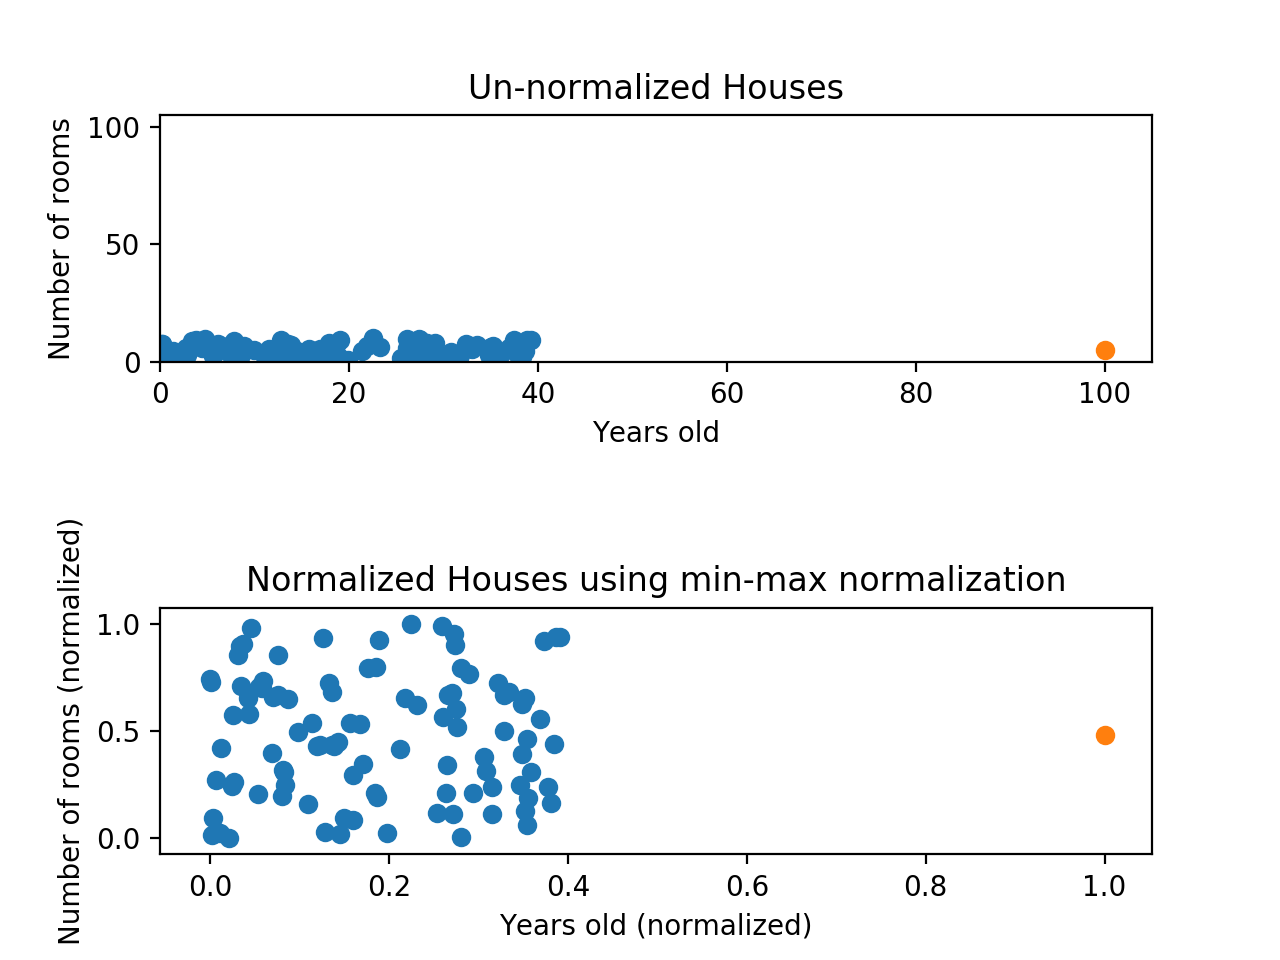 Un-normalized Houses
Number of rooms
100
50
0
0 20 40 60 80 100
Years old
Normalized Houses using min-max normalization
Number of rooms (normalized)
1.0
0.5
0.0
0.0 0.2 0.4 0.6 0.8 1.0
Years old (normalized)